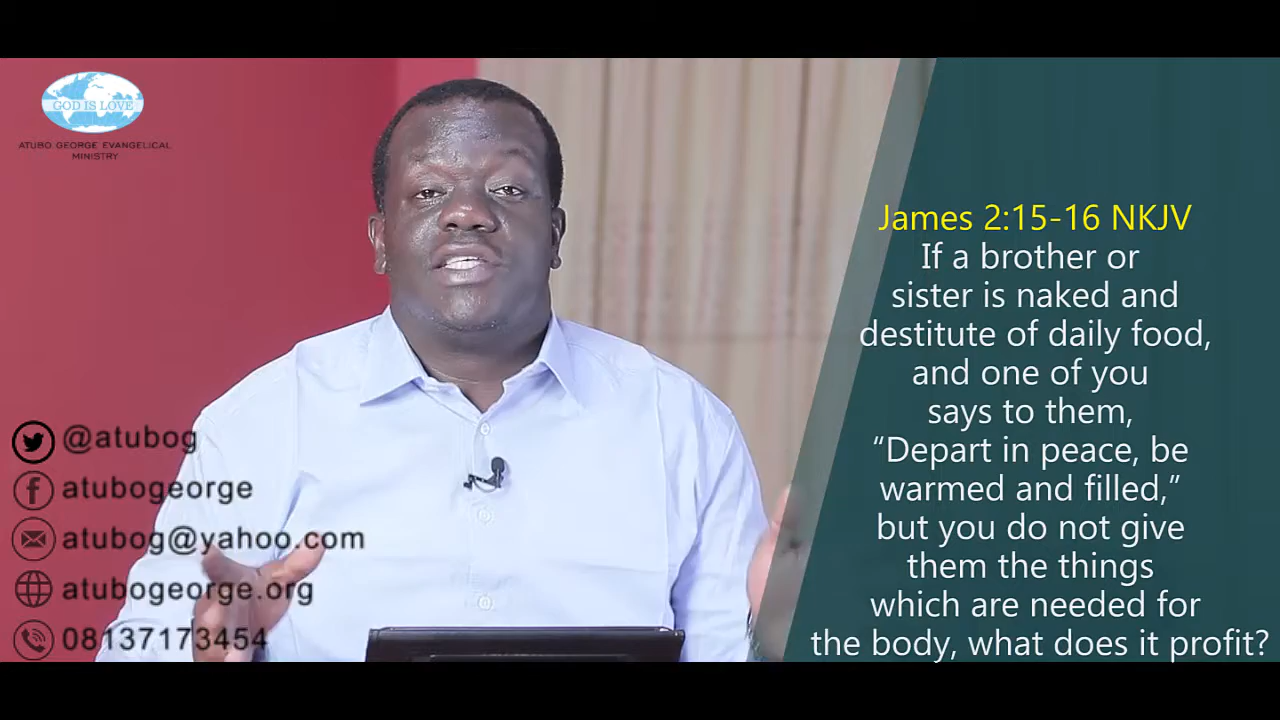 GOD IS LOVE
ATUBO GEORGE EVANGELICAL
MINISTRY
@atubog
atubogeorge
atubog@yahoo.com
atubogeorge.org
08137173454
James 2:15-16 NKJV
If a brother or
sister is naked and
destitute of daily food,
and one of you
says to them,
“Depart in peace, be
warmed and filled,”
but you do not give
them the things
which are needed for
the body, what does it profit?